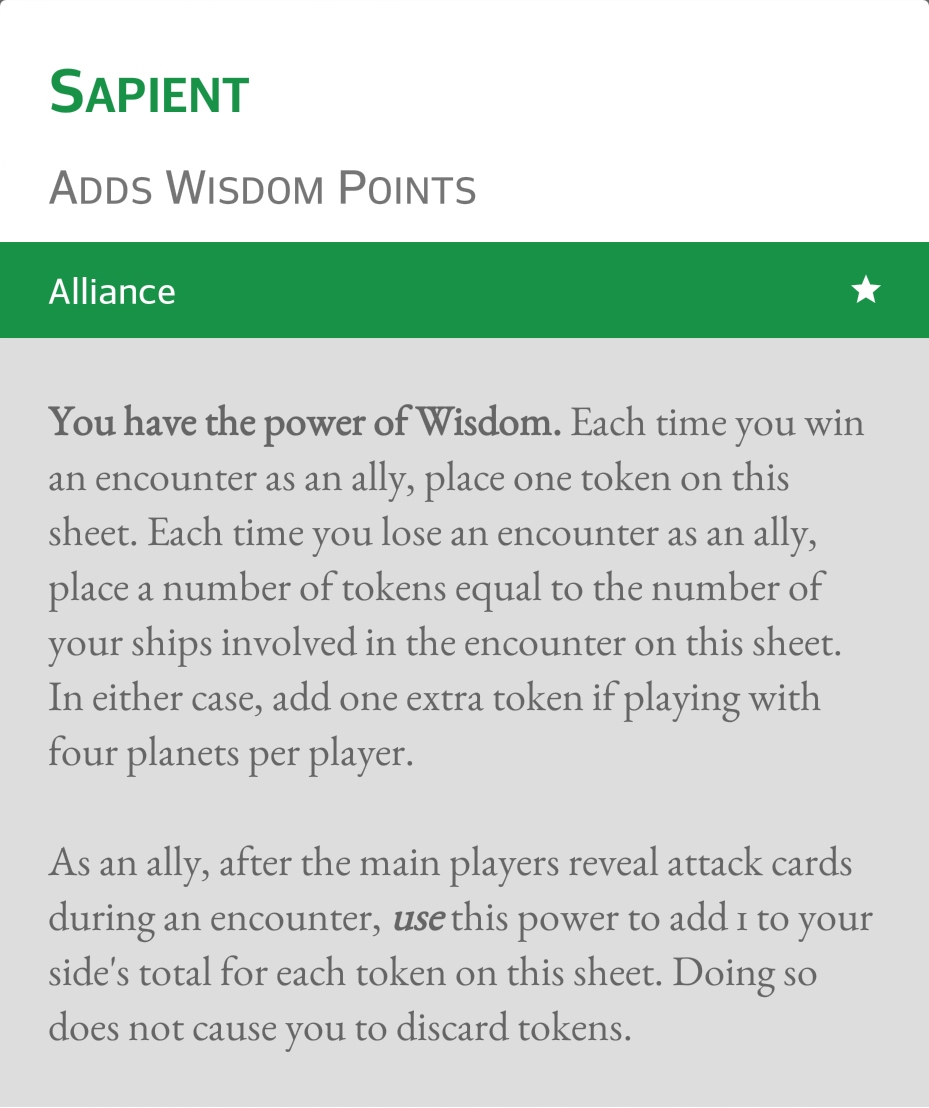 SAPIENT
ADDS WISDOM POINTS
Alliance
You have the power of Wisdom. Each time you win
an encounter as an ally, place one token on this
sheet. Each time you lose an encounter as an ally,
place a number of tokens equal to the number of
your ships involved in the encounter on this sheet.
In either case, add one extra token if playing with
four planets per player.
As an ally, after the main players reveal attack cards
during an encounter, use this power to add 1 to your
side's total for each token on this sheet. Doing so
does not cause you to discard tokens.